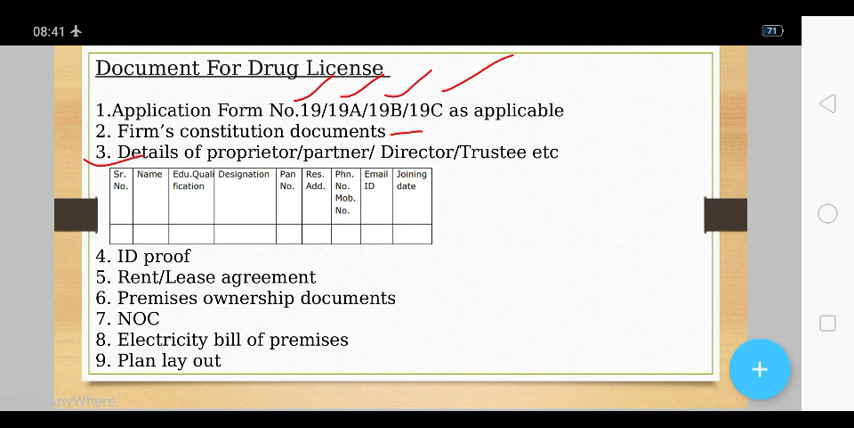 08:41
71
Document For Drug License
1.Application Form No.19/19A/19B/19C as applicable
2. Firm's constitution documents
3. Details of proprietor/partner/ Director/Trustee etc
Sr. No. Name Edu.Quali fication Designation Pan No. Res. Add. Phn. No. Mob. No. Email ID Joining date
4. ID proof
5. Rent/Lease agreement
6. Premises ownership documents
7. NOC
8. Electricity bill of premises
9. Plan lay out